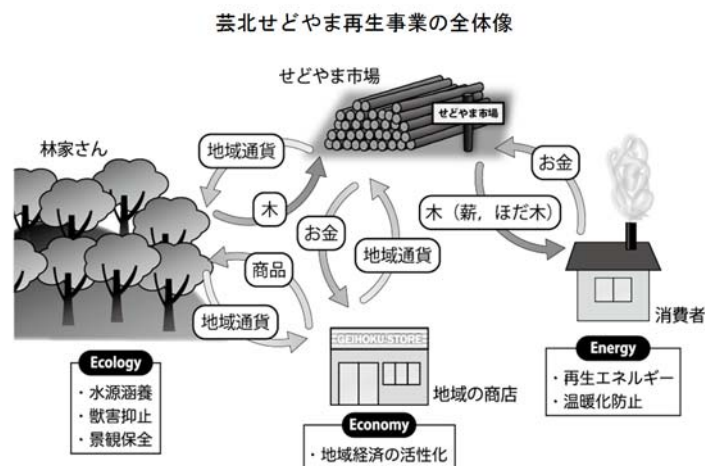 芸北せどやま再生事業の全体像
せどやま市場
せどやま市場
林家さん
地域通貨
木
お金
木（薪，ほだ木）
お金
地域通貨
商品
地域通貨
GEIHOKU STORE
地域の商店
消費者
Ecology
・水源涵養
・獣害抑止
・景観保全
Economy
・地域経済の活性化
Energy
・再生エネルギー
・温暖化防止